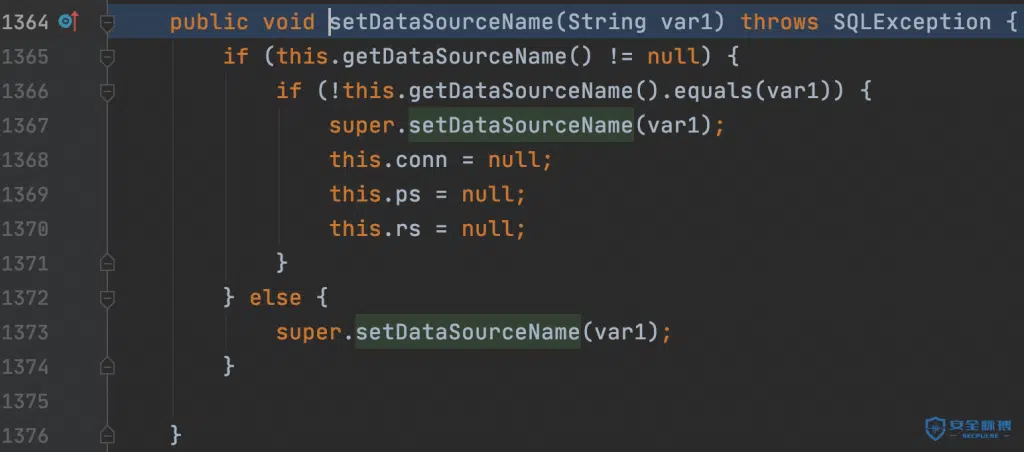 1364 public void setDataSourceName(String var1) throws SQLException {
1365 if (this.getDataSourceName() != null) {
1366 if (!this.getDataSourceName().equals(var1)) {
1367 super.setDataSourceName(var1);
1368 this.conn = null;
1369 this.ps = null;
1370 this.rs = null;
1371 }
1372 } else {
1373 super.setDataSourceName(var1);
1374 }
1375
1376 }
安全脉搏
SECPULSE